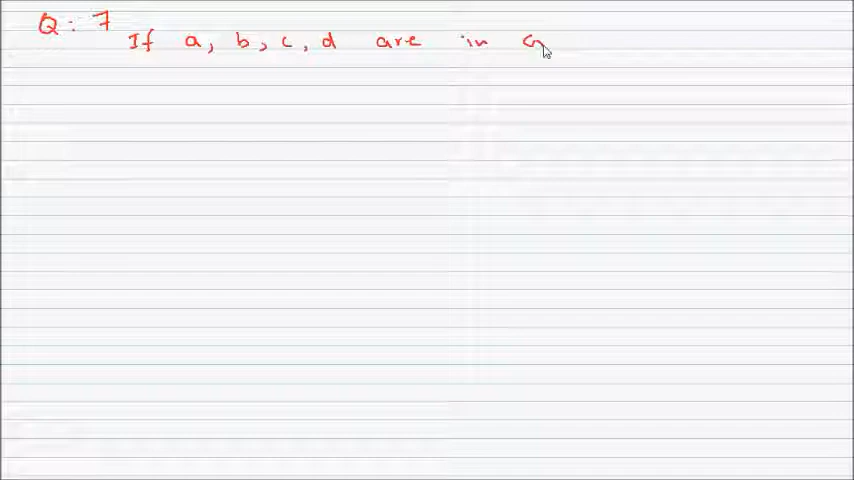 Q : 7
If a, b, c, d are in G